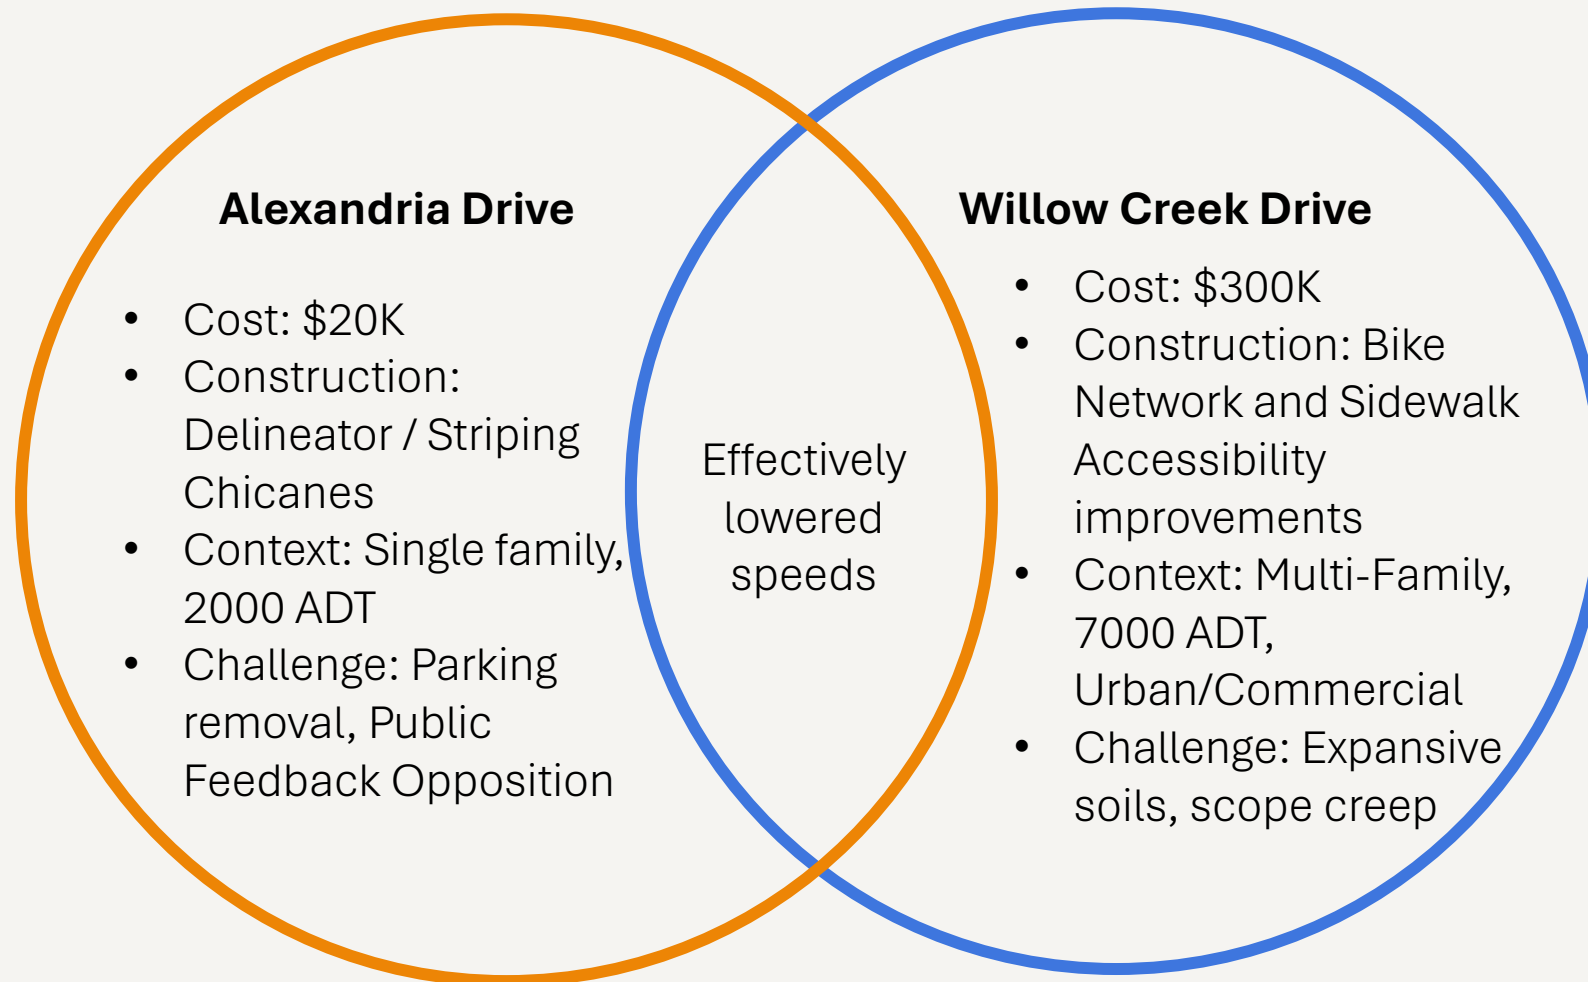 Alexandria Drive
• Cost: $20K
• Construction:
Delineator / Striping
Chicanes
• Context: Single family,
2000 ADT
• Challenge: Parking
removal, Public
Feedback Opposition
Effectively
lowered
speeds
Willow Creek Drive
• Cost: $300K
• Construction: Bike
Network and Sidewalk
Accessibility
improvements
• Context: Multi-Family,
7000 ADT,
Urban/Commercial
• Challenge: Expansive
soils, scope creep